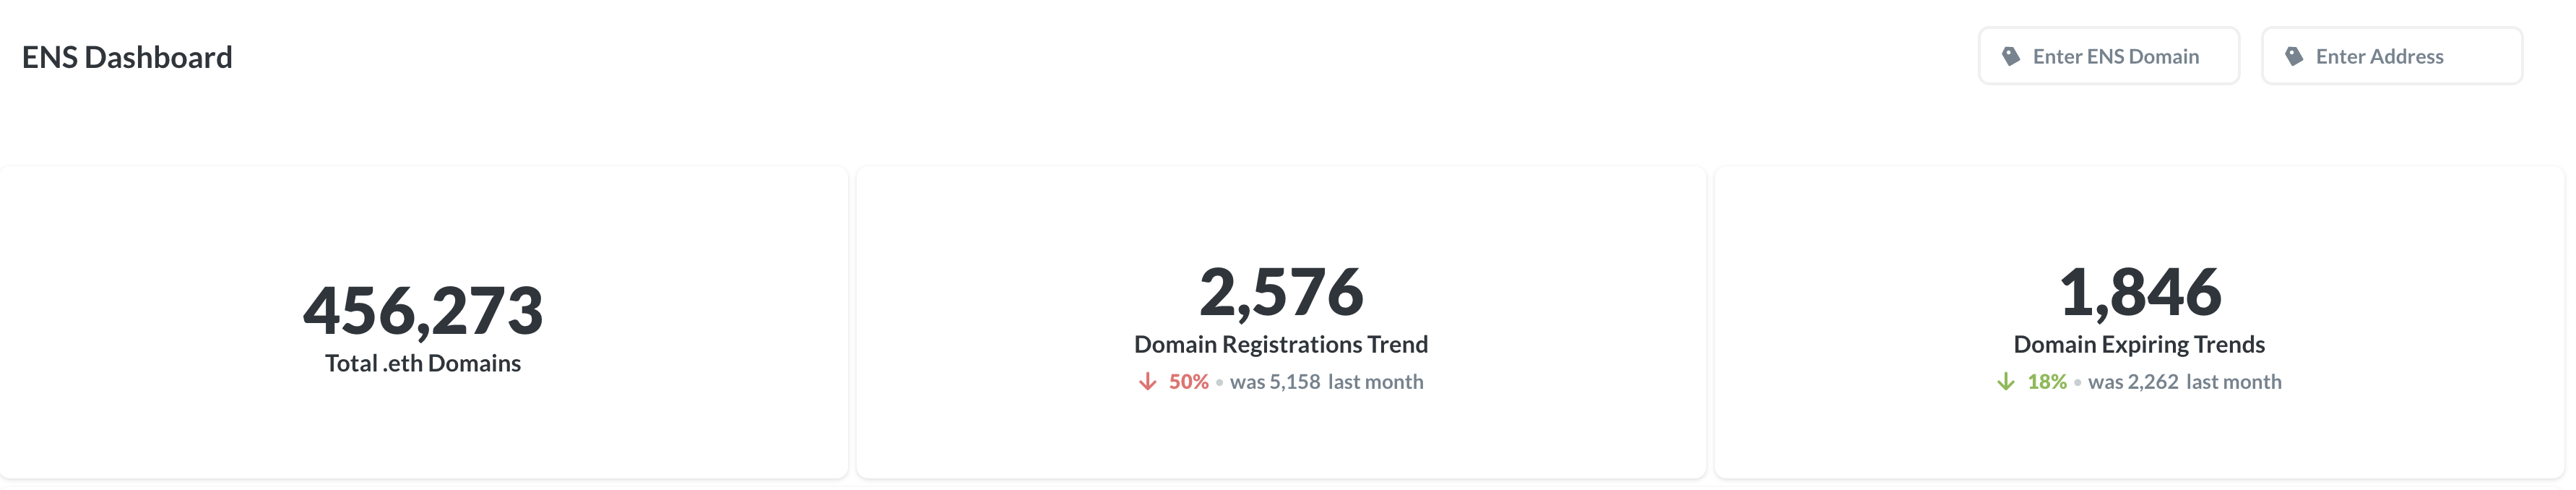 ENS Dashboard
Enter ENS Domain
Enter Address
456,273
Total .eth Domains
2,576
Domain Registrations Trend
↓ 50% • was 5,158 last month
1,846
Domain Expiring Trends
↓ 18% • was 2,262 last month